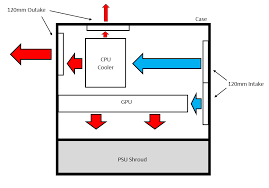 120mm Outake
Case
CPU
Cooler
120mm Intake
GPU
PSU Shroud